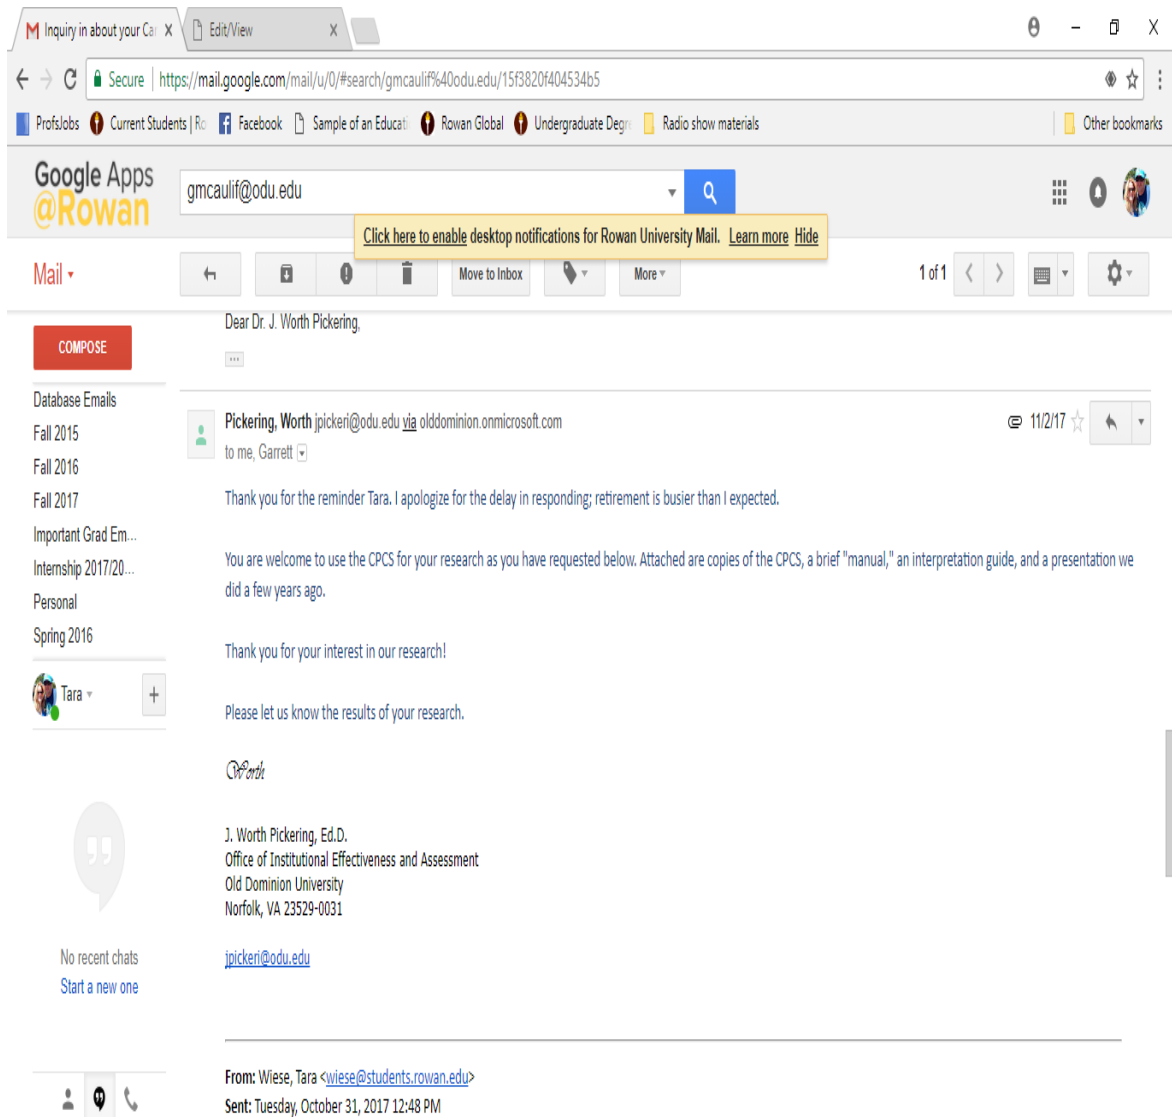 Inquiry in about your Car
Edit/View
Secure | https://mail.google.com/mail/u/0/#search/gmcaulif%40odu.edu/15f3820f404534b5
ProfsJobs Current Students | Ro Facebook Sample of an Educati Rowan Global Undergraduate Degr Radio show materials Other bookmarks
Google Apps
@Rowan
gmcaulif@odu.edu
Click here to enable desktop notifications for Rowan University Mail. Learn more Hide
Mail
Move to Inbox
More
1 of 1
COMPOSE
Database Emails
Fall 2015
Fall 2016
Fall 2017
Important Grad Em...
Internship 2017/20...
Personal
Spring 2016
Tara
No recent chats
Start a new one
Dear Dr. J. Worth Pickering,
...
Pickering, Worth jpickeri@odu.edu via olddominion.onmicrosoft.com
11/2/17
to me, Garrett
Thank you for the reminder Tara. I apologize for the delay in responding; retirement is busier than I expected.
You are welcome to use the CPCS for your research as you have requested below. Attached are copies of the CPCS, a brief "manual," an interpretation guide, and a presentation we
did a few years ago.
Thank you for your interest in our research!
Please let us know the results of your research.
Worth
J. Worth Pickering, Ed.D.
Office of Institutional Effectiveness and Assessment
Old Dominion University
Norfolk, VA 23529-0031
jpickeri@odu.edu
From: Wiese, Tara <wiese@students.rowan.edu>
Sent: Tuesday, October 31, 2017 12:48 PM